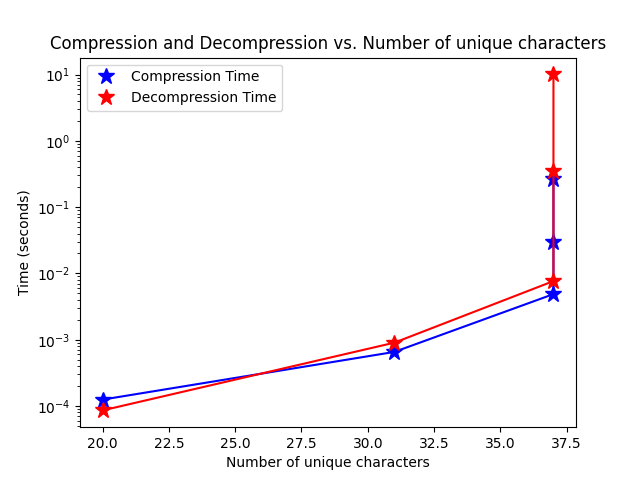 Compression and Decompression vs. Number of unique characters
Compression Time
Decompression Time
Time (seconds)
10^1
10^0
10^-1
10^-2
10^-3
10^-4
20.0 22.5 25.0 27.5 30.0 32.5 35.0 37.5
Number of unique characters